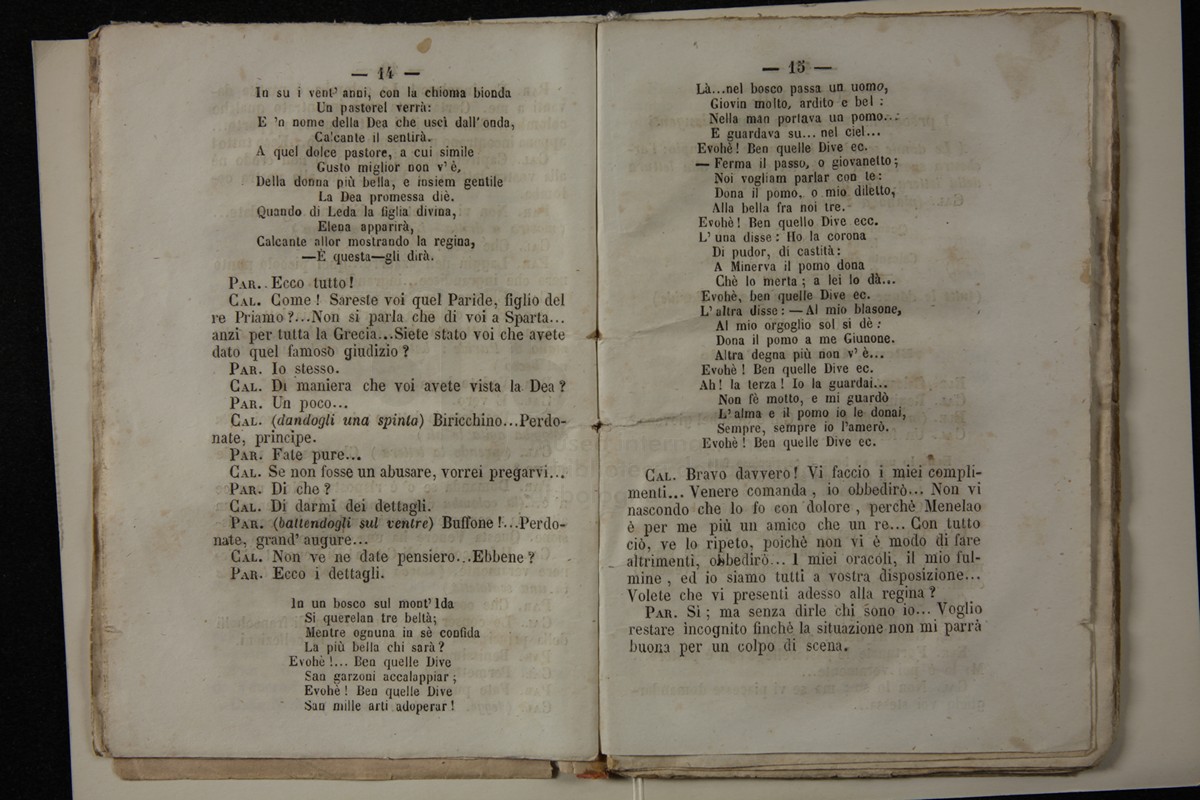 — 14 —
In su i vent' anni, con la chioma bionda
Un pastorel verrà:
E 'n nome della Dea che uscì dall' onda,
Calcante il sentirà.
A quel dolce pastore, a cui simile
Gusto miglior non v' è,
Della donna più bella, e insiem gentile
La Dea promessa diè.
Quando di Leda la figlia divina,
Elena apparirà,
Calcante allor mostrando la regina,
—È questa—gli dirà.
PAR. Ecco tutto!
CAL. Come! Sareste voi quel Paride, figlio del
re Priamo?...Non si parla che di voi a Sparta...
anzi per tutta la Grecia...Siete stato voi che avete
dato quel famoso giudizio?
PAR. Io stesso.
CAL. Di maniera che voi avete vista la Dea?
PAR. Un poco...
CAL. (dandogli una spinta) Biricchino...Perdo-
nate, principe.
PAR. Fate pure...
CAL. Se non fosse un abusare, vorrei pregarvi...
PAR. Di che?
CAL. Di darmi dei dettagli.
PAR. (battendogli sul ventre) Buffone!...Perdo-
nate, grand' augure...
CAL. Non ve ne date pensiero...Ebbene?
PAR. Ecco i dettagli.
In un bosco sul mont' Ida
Si querelan tre beltà;
Mentre ognuna in sè confida
La più bella chi sarà?
Evohè!... Ben quelle Dive
San garzoni accalappiar;
Evohè! Ben quelle Dive
San mille arti adoperar!
— 15 —
Là...nel bosco passa un uomo,
Giovin molto, ardito e bel:
Nella man portava un pomo...
E guardava su... nel ciel...
Evohè! Ben quelle Dive ec.
— Ferma il passo, o giovanetto;
Noi vogliam parlar con te:
Dona il pomo, o mio diletto,
Alla bella fra noi tre.
Evohè! Ben quello Dive ecc.
L' una disse: Ho la corona
Di pudor, di castità:
A Minerva il pomo dona
Chè lo merta; a lei lo dà...
Evohè, ben quelle Dive ec.
L' altra disse:—Al mio blasone,
Al mio orgoglio sol si dè:
Dona il pomo a me Giunone.
Altra degna più non v' è...
Evohè! Ben quelle Dive ec.
Ah! la terza! Io la guardai...
Non fè motto, e mi guardò
L' alma e il pomo io le donai,
Sempre, sempre io l'amerò.
Evohè! Ben quelle Dive ec.
CAL. Bravo davvero! Vi faccio i miei compli-
menti... Venere comanda, io obbedirò... Non vi
nascondo che lo fo con dolore, perchè Menelao
è per me più un amico che un re... Con tutto
ciò, ve lo ripeto, poichè non vi è modo di fare
altrimenti, obbedirò... I miei oracoli, il mio ful-
mine, ed io siamo tutti a vostra disposizione...
Volete che vi presenti adesso alla regina?
PAR. Si; ma senza dirle chi sono io... Voglio
restare incognito finchè la situazione non mi parrà
buona per un colpo di scena.